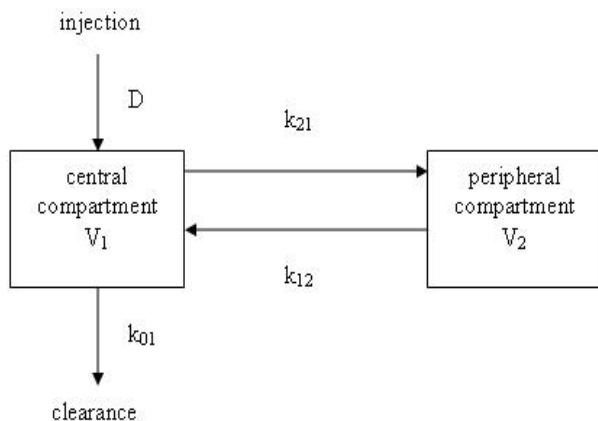 injection
D
k₂₁
central
compartment
V₁
peripheral
compartment
V₂
k₁₂
k₀₁
clearance